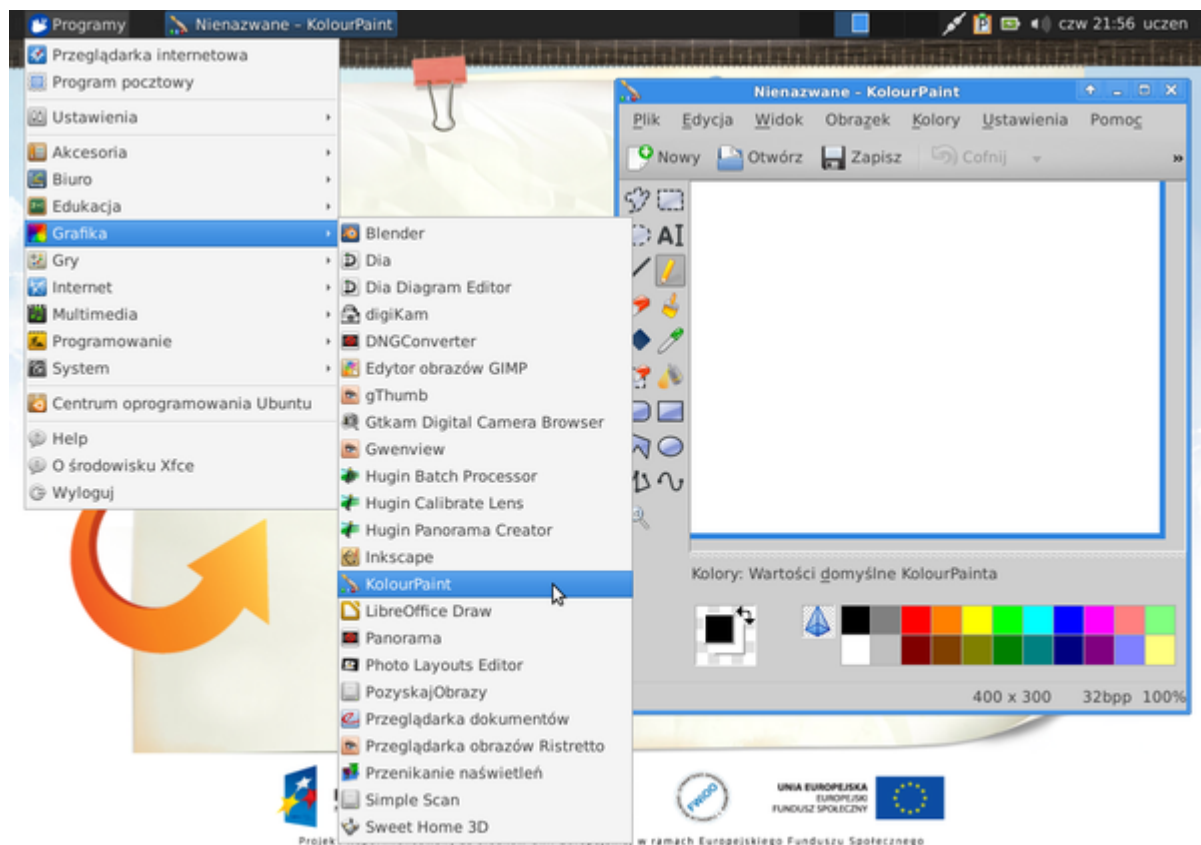 Programy
Nienazwane – KolourPaint
czw 21:56 uczen
Przeglądarka internetowa
Program pocztowy
Ustawienia
Akcesoria
Biuro
Edukacja
Grafika
Gry
Internet
Multimedia
Programowanie
System
Centrum oprogramowania Ubuntu
Help
O środowisku Xfce
Wyloguj
Blender
Dia
Dia Diagram Editor
digiKam
DNGConverter
Edytor obrazów GIMP
gThumb
Gtkam Digital Camera Browser
Gwenview
Hugin Batch Processor
Hugin Calibrate Lens
Hugin Panorama Creator
Inkscape
KolourPaint
LibreOffice Draw
Panorama
Photo Layouts Editor
PozyskajObrazy
Przeglądarka dokumentów
Przeglądarka obrazów Ristretto
Przenikanie naświetleń
Simple Scan
Sweet Home 3D
Nienazwane – KolourPaint
Plik Edycja Widok Obrazek Kolory Ustawienia Pomoc
Nowy Otwórz Zapisz Cofnij »
AI
Kolory: Wartości domyślne KolourPainta
400 x 300 32bpp 100%
FWIOO
UNIA EUROPEJSKA
EUROPEJSKI
FUNDUSZ SPOŁECZNY
w ramach Europejskiego Funduszu Społecznego